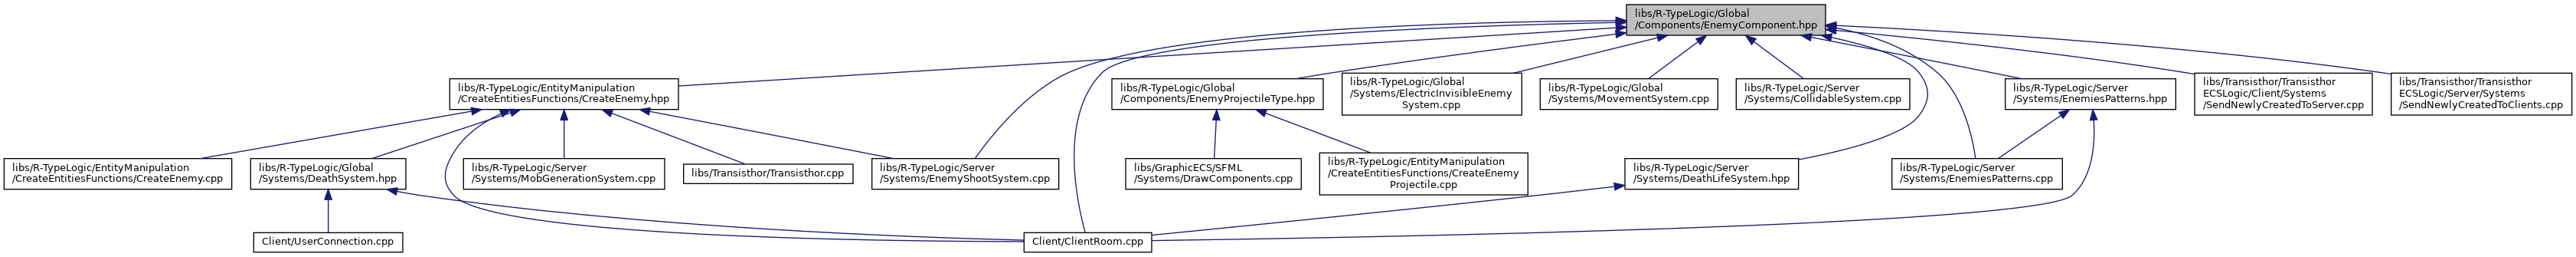 libs/R-TypeLogic/Global
/Components/EnemyComponent.hpp
libs/R-TypeLogic/EntityManipulation
/CreateEntitiesFunctions/CreateEnemy.hpp
libs/R-TypeLogic/Global
/Components/EnemyProjectileType.hpp
libs/R-TypeLogic/Global
/Systems/ElectricInvisibleEnemy
System.cpp
libs/R-TypeLogic/Global
/Systems/MovementSystem.cpp
libs/R-TypeLogic/Server
/Systems/CollidableSystem.cpp
libs/R-TypeLogic/Server
/Systems/EnemiesPatterns.hpp
libs/Transisthor/Transisthor
ECSLogic/Client/Systems
/SendNewlyCreatedToServer.cpp
libs/Transisthor/Transisthor
ECSLogic/Server/Systems
/SendNewlyCreatedToClients.cpp
libs/R-TypeLogic/EntityManipulation
/CreateEntitiesFunctions/CreateEnemy.cpp
libs/R-TypeLogic/Global
/Systems/DeathSystem.hpp
libs/R-TypeLogic/Server
/Systems/MobGenerationSystem.cpp
libs/Transisthor/Transisthor.cpp
libs/R-TypeLogic/Server
/Systems/EnemyShootSystem.cpp
libs/GraphicECS/SFML
/Systems/DrawComponents.cpp
libs/R-TypeLogic/EntityManipulation
/CreateEntitiesFunctions/CreateEnemy
Projectile.cpp
libs/R-TypeLogic/Server
/Systems/DeathLifeSystem.hpp
libs/R-TypeLogic/Server
/Systems/EnemiesPatterns.cpp
Client/UserConnection.cpp
Client/ClientRoom.cpp